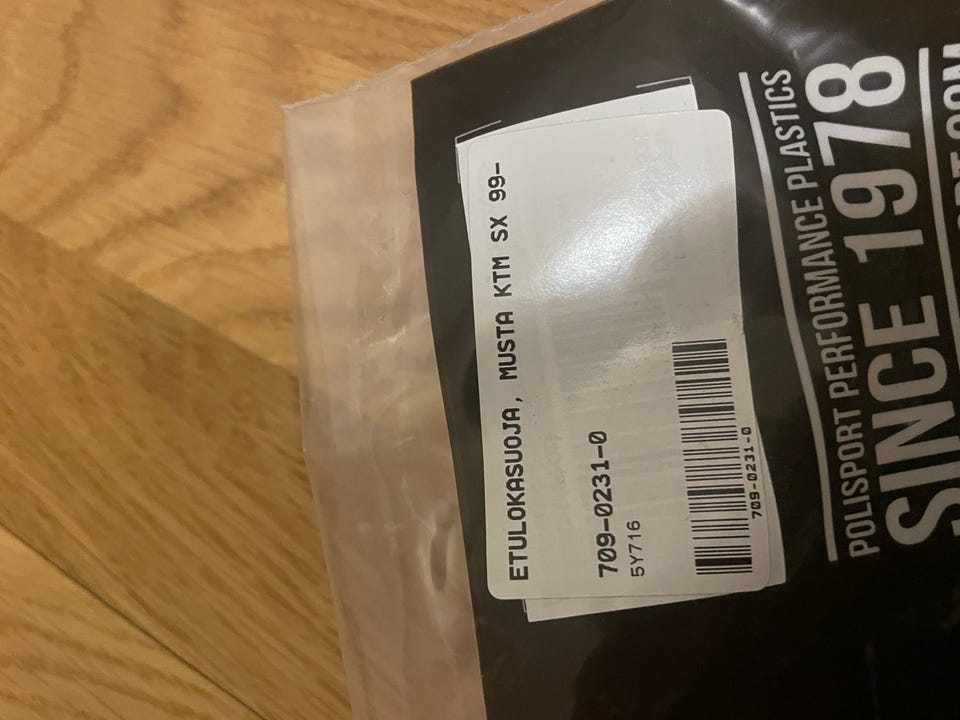 ETULOKASUOJA, MUSTA KTM SX 99-
709-0231-0
5Y716
709-0231-0
POLISPORT PERFORMANCE PLASTICS
SINCE 1978